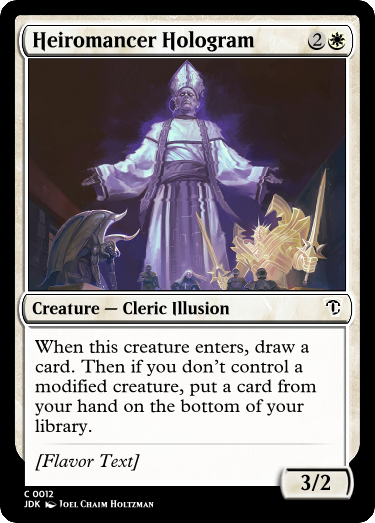 Heiromancer Hologram 2
Creature — Cleric Illusion
When this creature enters, draw a
card. Then if you don't control a
modified creature, put a card from
your hand on the bottom of your
library.
[Flavor Text]
3/2
C 0012
JDK Joel Chaim Holtzman